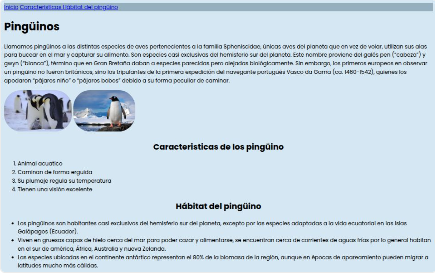 Inicio Características Hábitat del pingüino
Pingüinos
Llamamos pingüinos a las distintas especies de aves pertenecientes a la familia Spheniscidae, únicas aves del planeta que en vez de volar, utilizan sus alas
para bucear en el mar y capturar su alimento. Son especies casi exclusivas del hemisferio sur del planeta. Este nombre proviene del galés pen ("cabeza") y
gwyn ("blanca"), término que en Gran Bretaña daban a especies parecidas pero alejadas biológicamente. Sin embargo, los primeros europeos en observar
un pingüino no fueron británicos, sino los tripulantes de la primera expedición del navegante portugués Vasco da Gama (ca. 1460-1542), quienes los
apodaron "pájaros niño" o "pájaros bobos" debido a su forma peculiar de caminar.
Características de los pingüino
1. Animal acuatico
2. Caminan de forma erguida
3. Su plumaje regula su temperatura
4. Tienen una visión excelente
Hábitat del pingüino
• Los pingüinos son habitantes casi exclusivos del hemisferio sur del planeta, excepto por las especies adaptadas a la vida ecuatorial en las Islas
Galápagos (Ecuador).
• Viven en gruesas capas de hielo cerca del mar para poder cazar y alimentarse, se encuentran cerca de corrientes de aguas frías por lo general habitan
en el sur de américa, África, Australia y nueva Zelanda.
• Las especies ubicadas en el continente antártico representan el 80% de la biomasa de la región, aunque en épocas de apareamiento pueden migrar a
latitudes mucho más cálidas.